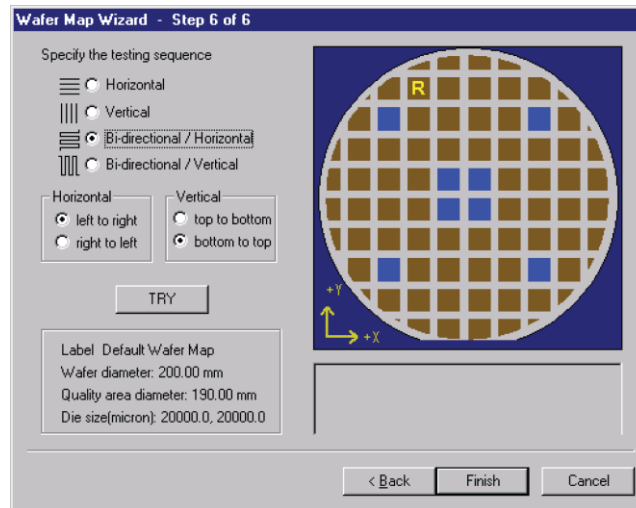 Wafer Map Wizard - Step 6 of 6
Specify the testing sequence
Horizontal
Vertical
Bi-directional / Horizontal
Bi-directional / Vertical
Horizontal
left to right
right to left
Vertical
top to bottom
bottom to top
TRY
Label Default Wafer Map
Wafer diameter: 200.00 mm
Quality area diameter: 190.00 mm
Die size(micron): 20000.0, 20000.0
R
+Y
+X
< Back
Finish
Cancel